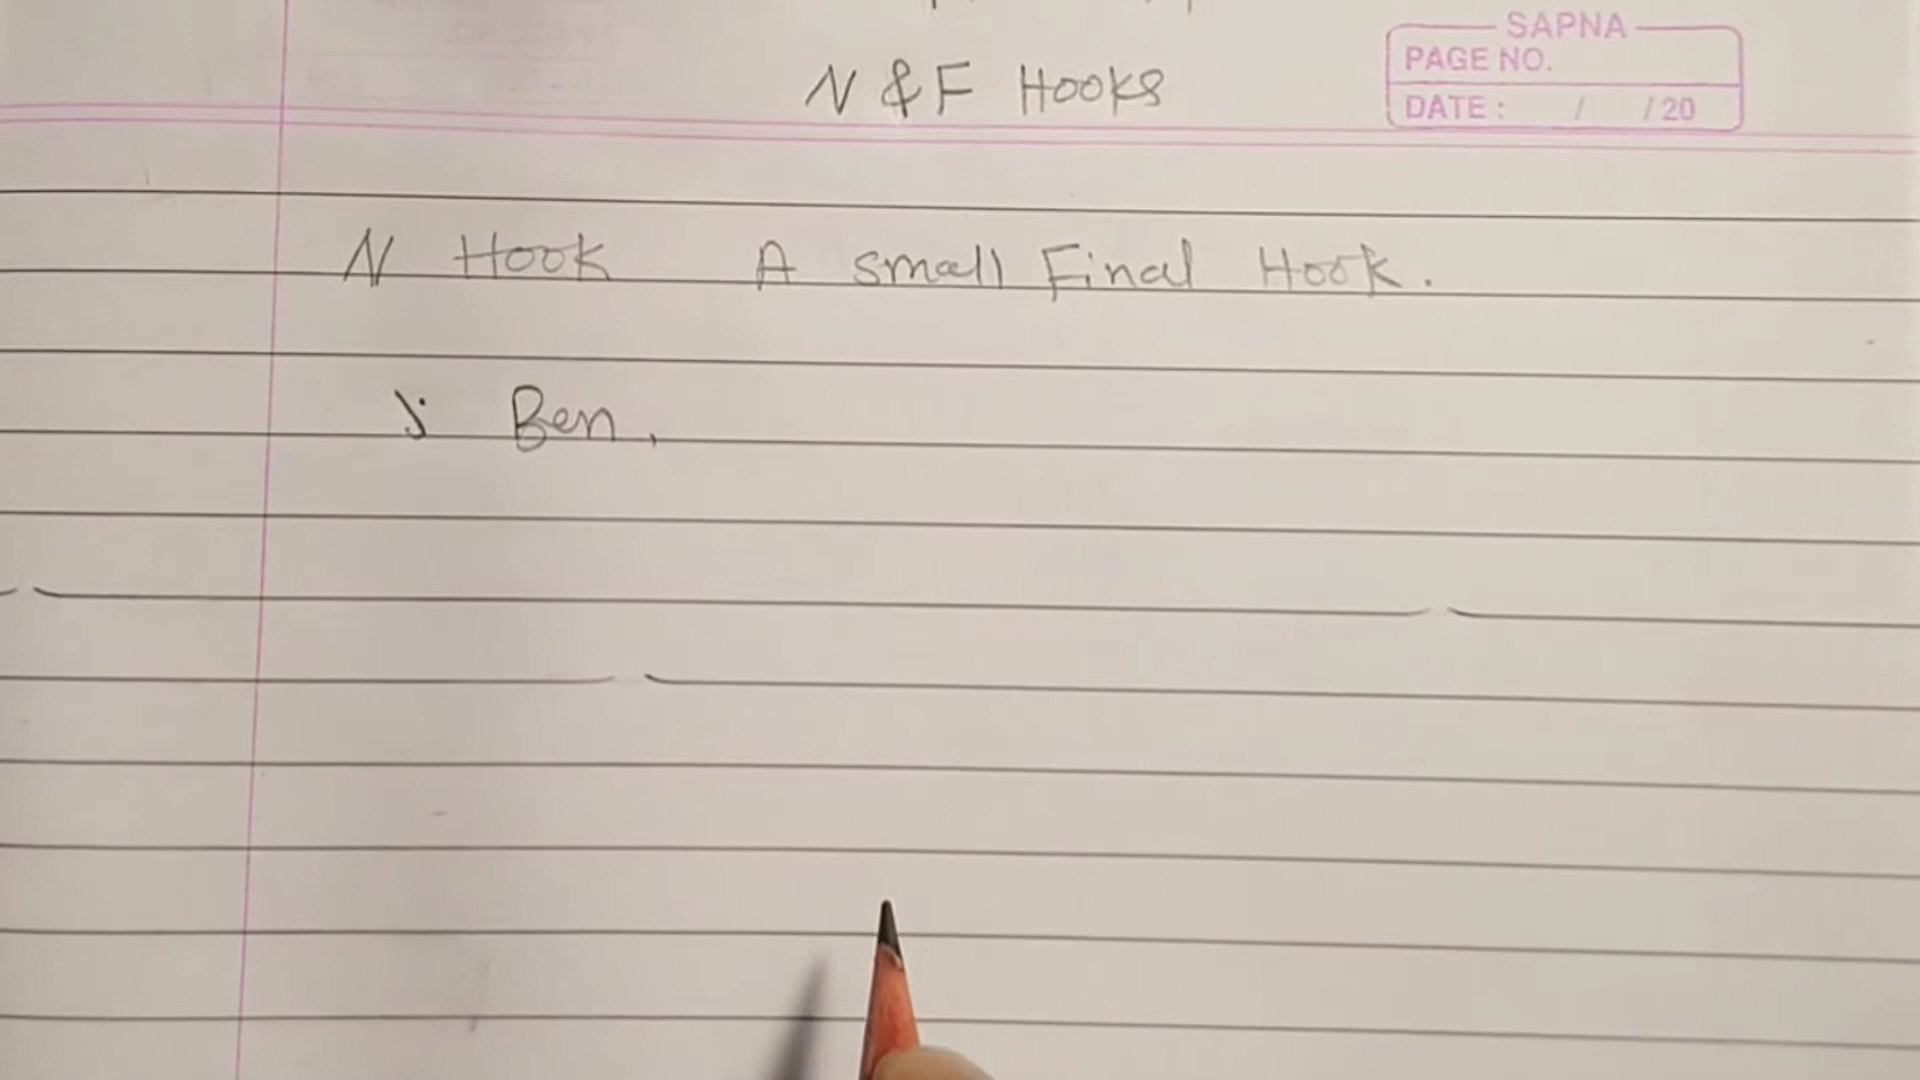 SAPNA
PAGE NO.
N & F Hooks
DATE : / / 20
N Hook A small Final Hook.
Ben,